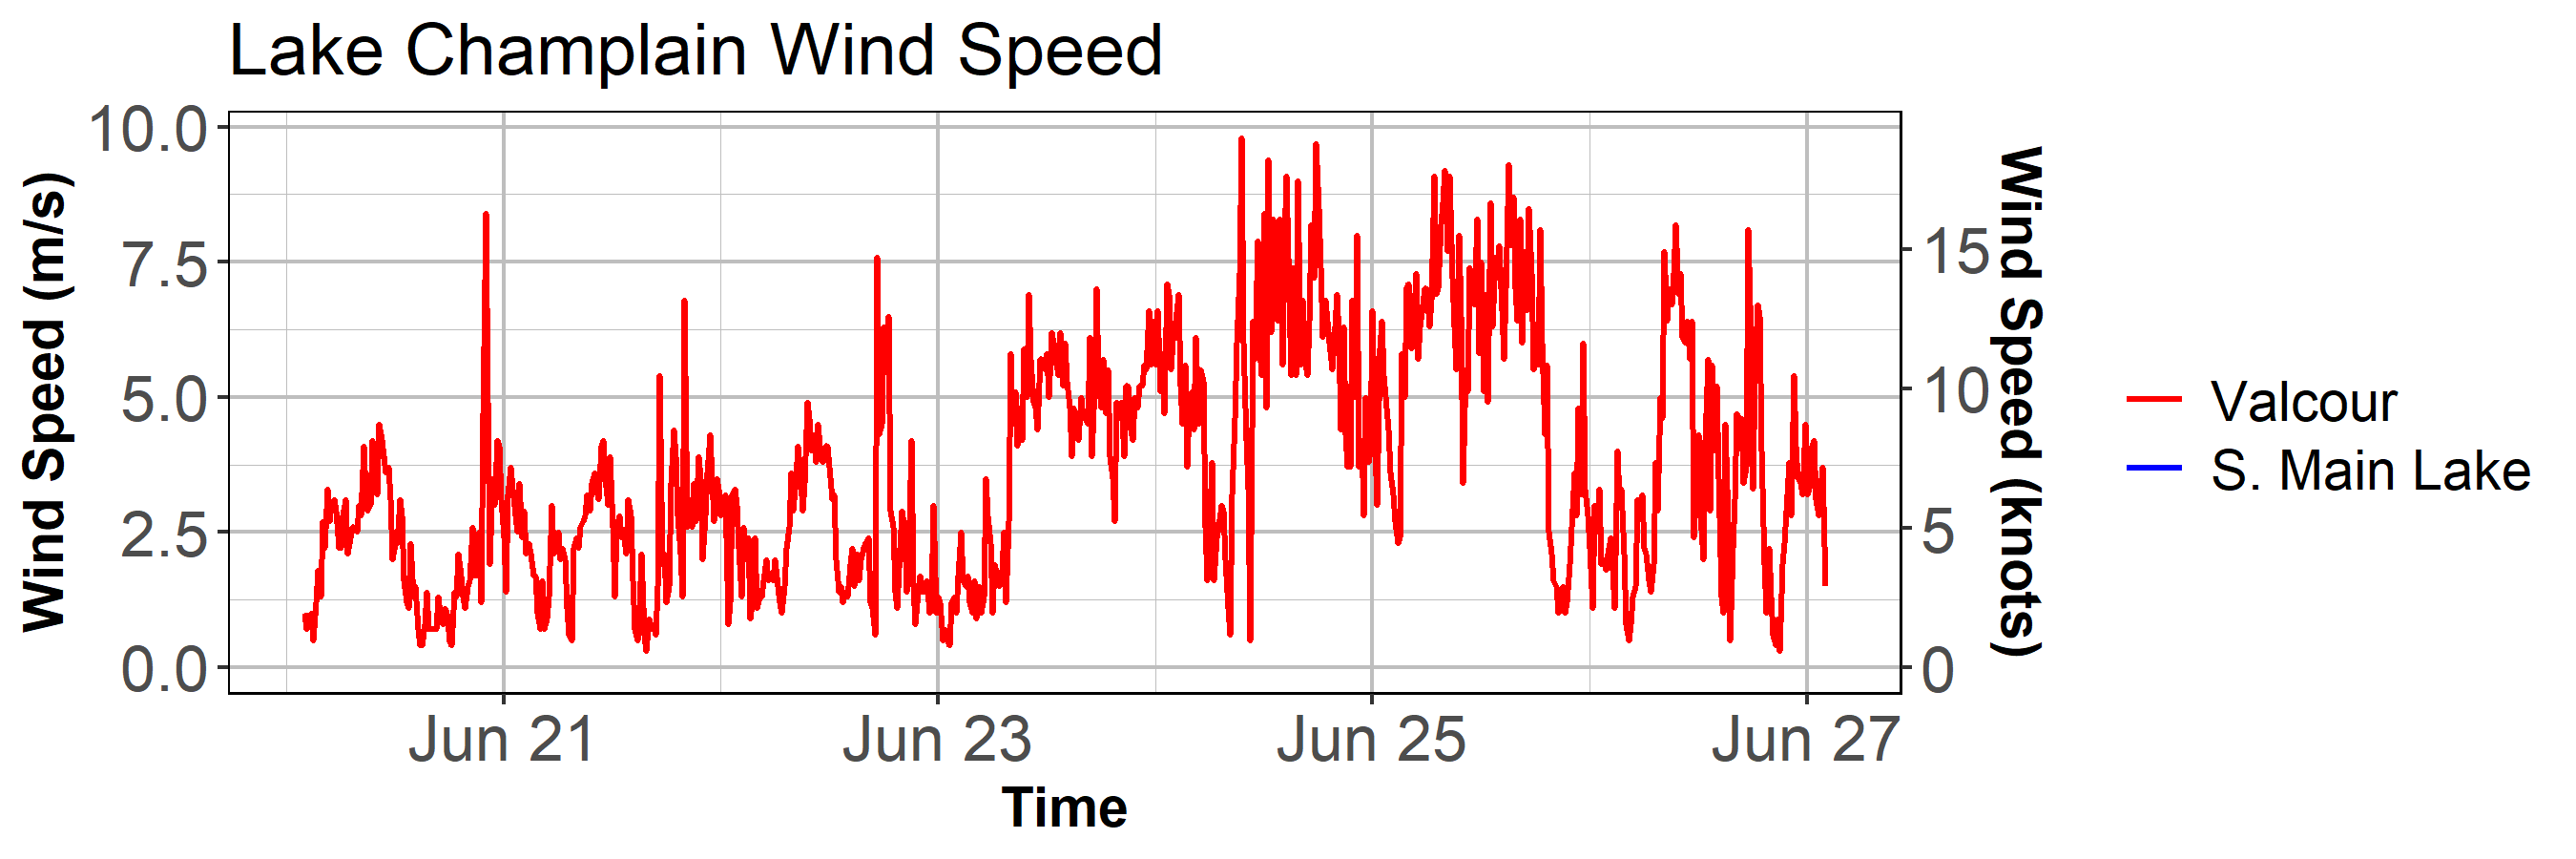 Lake Champlain Wind Speed
Wind Speed (m/s)
10.0
7.5
5.0
2.5
0.0
15
10
5
0
Wind Speed (knots)
Jun 21
Jun 23
Jun 25
Jun 27
Time
Valcour
S. Main Lake